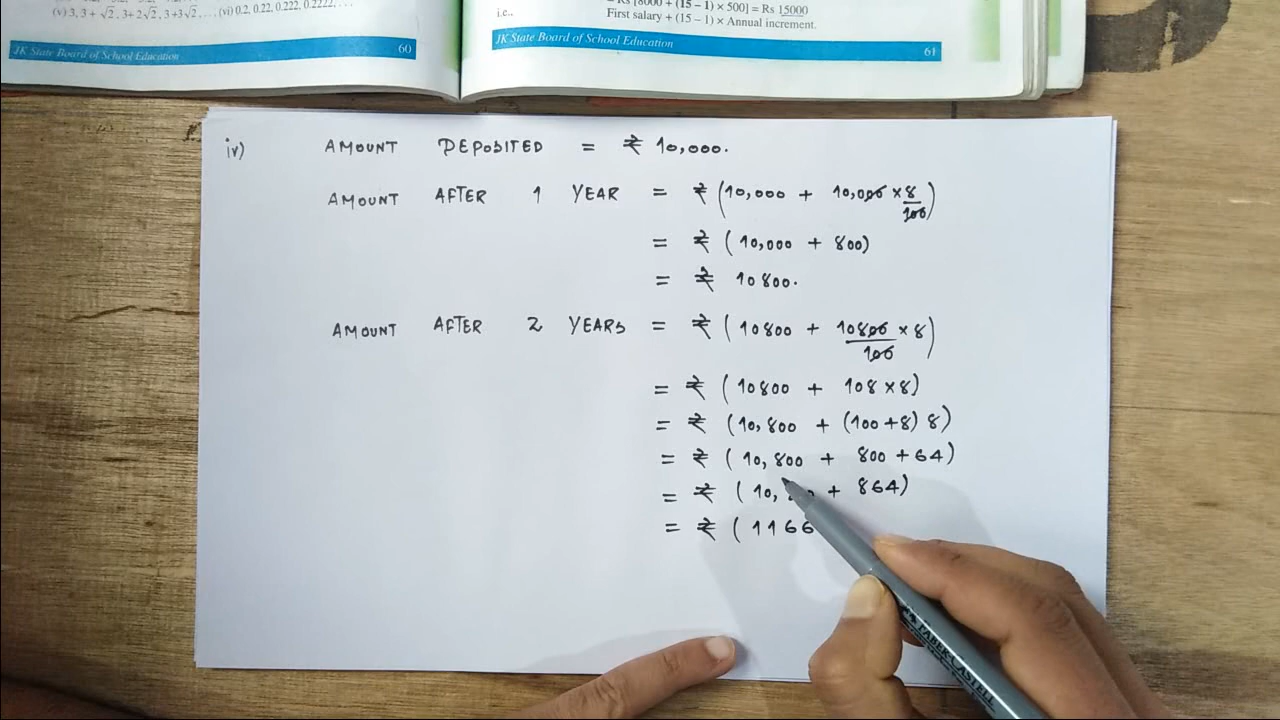 (v) 3, 3 + √2, 3+ 2√2, 3+3√2, . . . (vi) 0.2, 0.22, 0.222, 0.2222, . . .
JK State Board of School Education 60
= Rs [8000 + (15 – 1) × 500] = Rs 15000
i.e., First salary + (15 – 1) × Annual increment.
JK State Board of School Education 61
iv) AMOUNT DEPOSITED = ₹ 10,000.
AMOUNT AFTER 1 YEAR = ₹ (10,000 + 10,000 × 8/100)
= ₹ (10,000 + 800)
= ₹ 10800.
AMOUNT AFTER 2 YEARS = ₹ (10800 + 10800/100 × 8)
= ₹ (10800 + 108 × 8)
= ₹ (10,800 + (100 + 8) 8)
= ₹ (10,800 + 800 + 64)
= ₹ (10, + 864)
= ₹ (1166
FABER-CASTELL